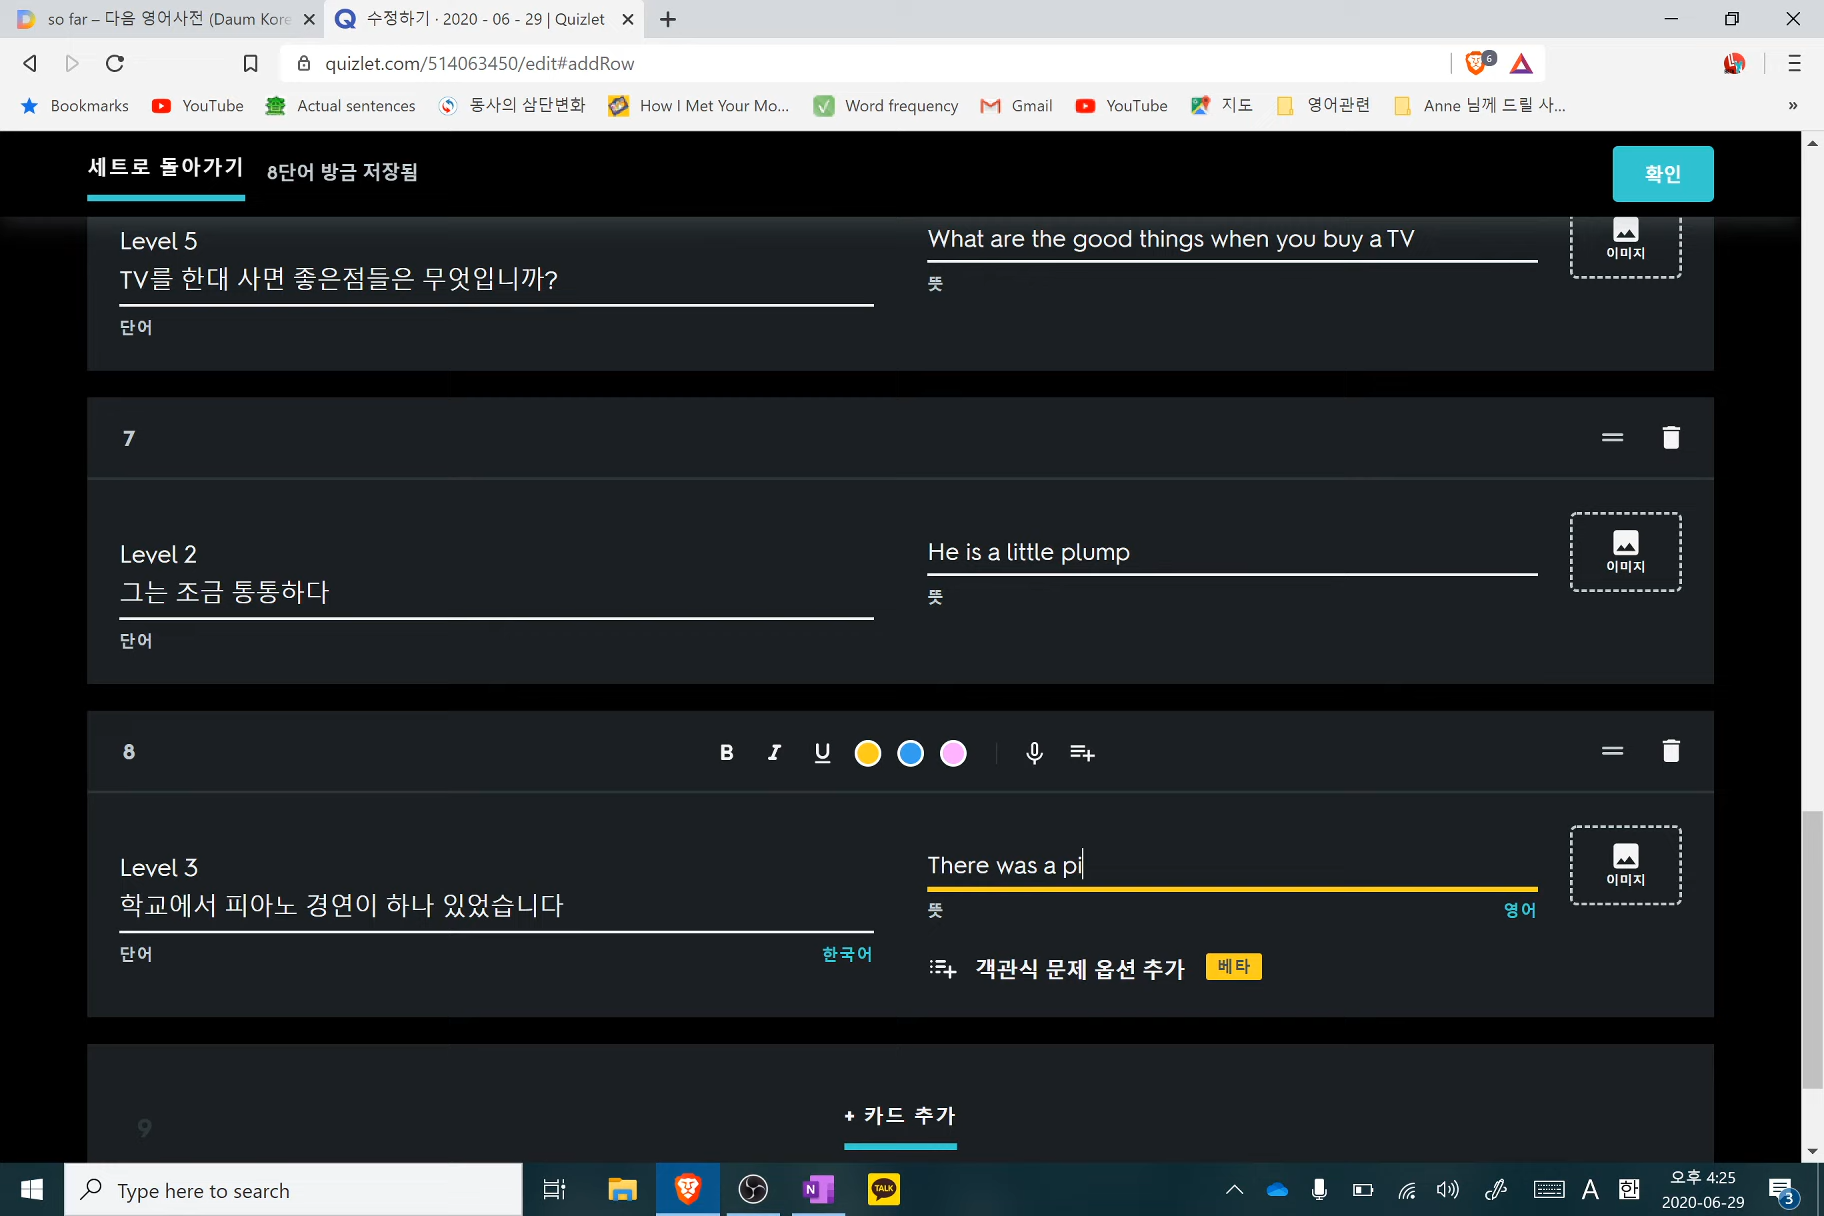 so far – 다음 영어사전 (Daum Kore
수정하기 · 2020 - 06 - 29 | Quizlet
quizlet.com/514063450/edit#addRow
6
Bookmarks
YouTube
Actual sentences
동사의 삼단변화
How I Met Your Mo...
Word frequency
Gmail
YouTube
지도
영어관련
Anne 님께 드릴 사...
»
세트로 돌아가기
8단어 방금 저장됨
확인
Level 5
TV를 한대 사면 좋은점들은 무엇입니까?
단어
What are the good things when you buy a TV
뜻
이미지
7
Level 2
그는 조금 통통하다
단어
He is a little plump
뜻
이미지
8
B I U
Level 3
학교에서 피아노 경연이 하나 있었습니다
단어
한국어
There was a pi
뜻
영어
객관식 문제 옵션 추가
베타
이미지
9
+ 카드 추가
Type here to search
N
TALK
A
한
오후 4:25
2020-06-29
3